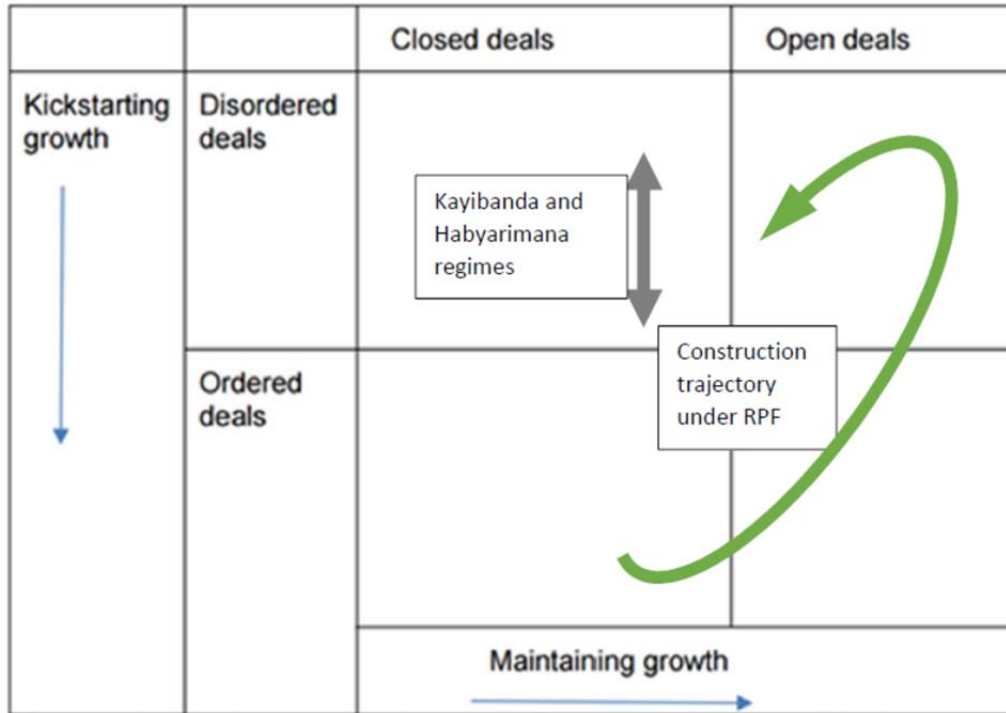 Closed deals
Open deals
Kickstarting
growth
Disordered
deals
Kayibanda and
Habyarimana
regimes
Construction
trajectory
under RPF
Ordered
deals
Maintaining growth